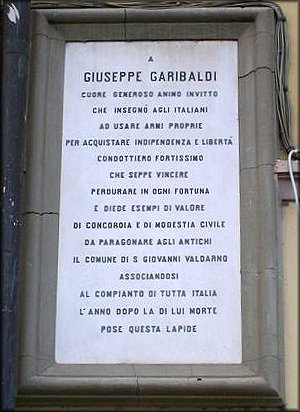 A
GIUSEPPE GARIBALDI
CUORE GENEROSO ANIMO INVITTO
CHE INSEGNÒ AGLI ITALIANI
AD USARE ARMI PROPRIE
PER ACQUISTARE INDIPENDENZA E LIBERTÀ
CONDOTTIERO FORTISSIMO
CHE SEPPE VINCERE
PERDURARE IN OGNI FORTUNA
E DIEDE ESEMPI DI VALORE
DI CONCORDIA E DI MODESTIA CIVILE
DA PARAGONARE AGLI ANTICHI
IL COMUNE DI S GIOVANNI VALDARNO
ASSOCIANDOSI
AL COMPIANTO DI TUTTA ITALIA
L'ANNO DOPO LA DI LUI MORTE
POSE QUESTA LAPIDE